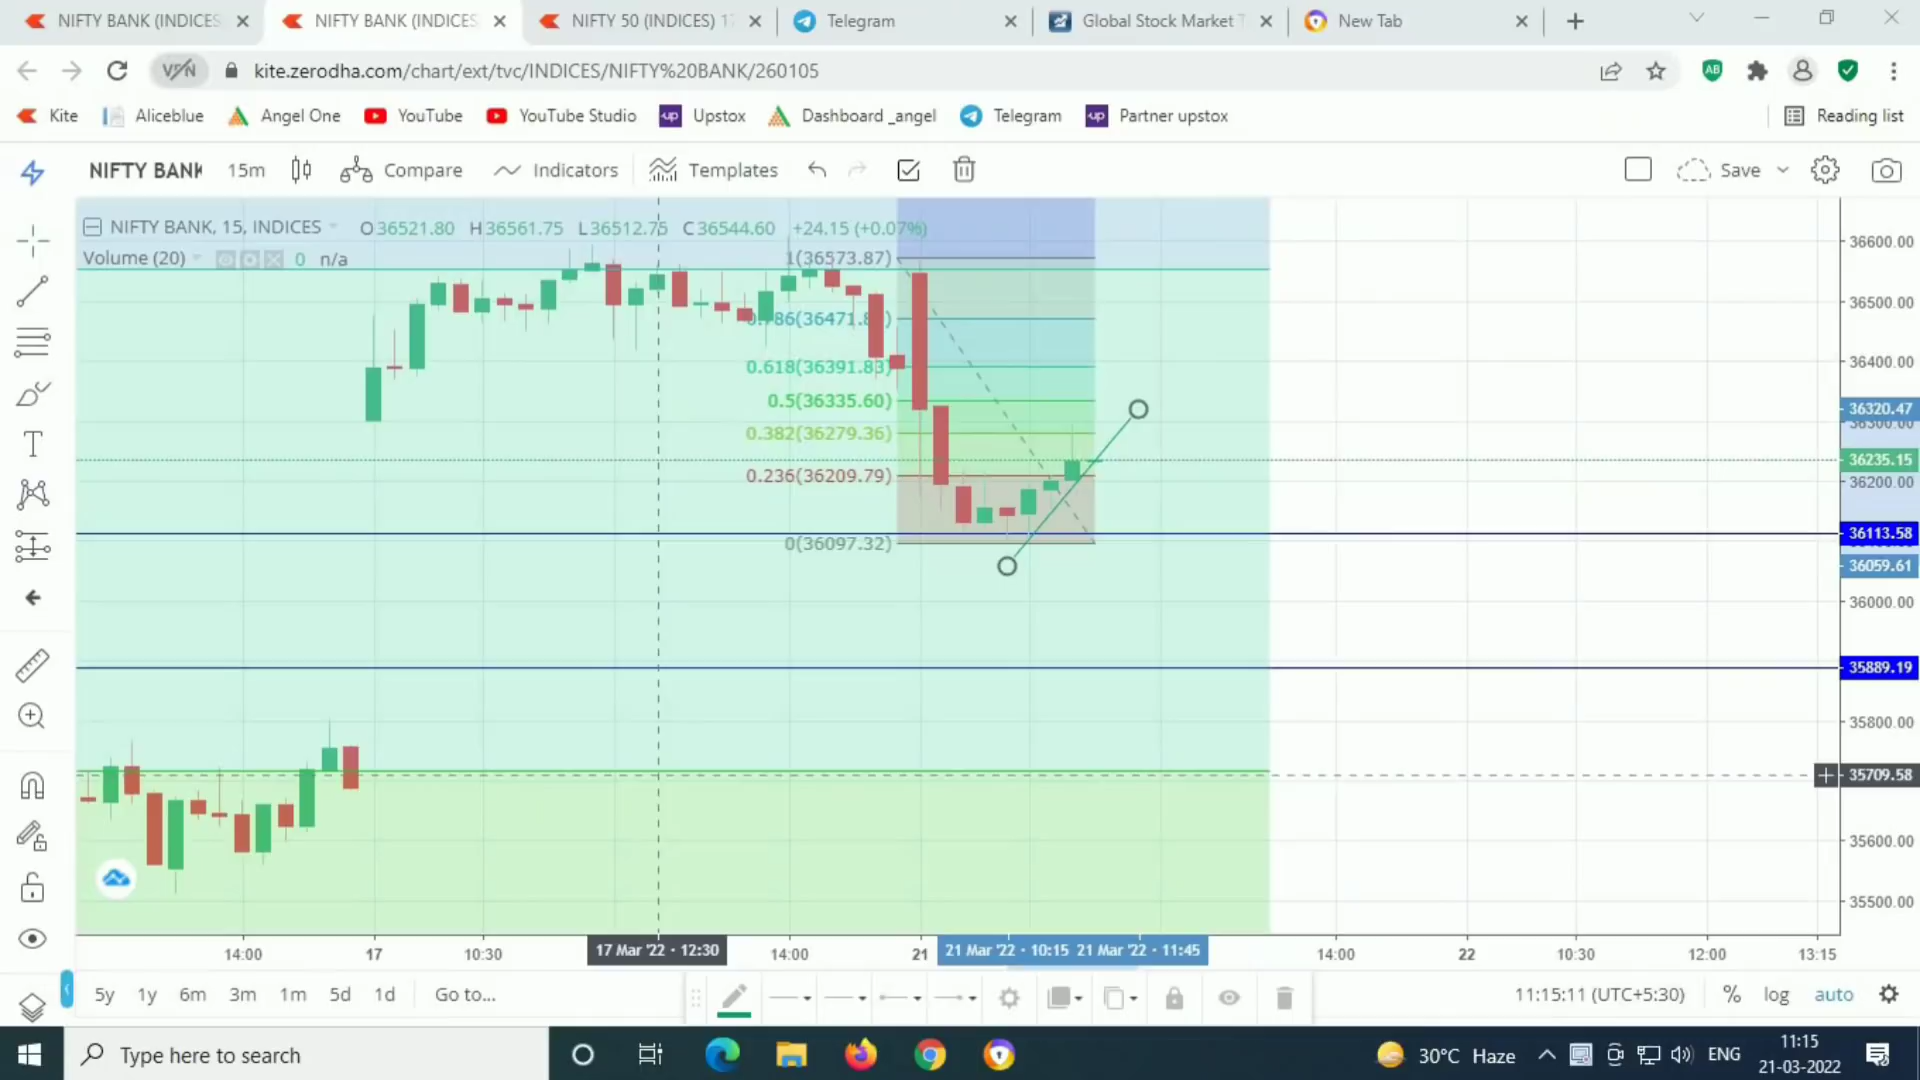 NIFTY BANK (INDICES
NIFTY BANK (INDICES
NIFTY 50 (INDICES) 1
Telegram
Global Stock Market
New Tab
VPN
kite.zerodha.com/chart/ext/tvc/INDICES/NIFTY%20BANK/260105
AB
Kite
Aliceblue
Angel One
YouTube
YouTube Studio
up
Upstox
Dashboard _angel
Telegram
up
Partner upstox
Reading list
NIFTY BANK
15m
Compare
Indicators
Templates
Save
NIFTY BANK, 15, INDICES
O36521.80 H36561.75 L36512.75 C36544.60 +24.15 (+0.07%)
Volume (20)
0 n/a
1(36573.87)
0.618(36391.83)
0.5(36335.60)
0.382(36279.36)
0.236(36209.79)
0(36097.32)
36600.00
36500.00
36400.00
36320.47
36300.00
36235.15
36200.00
36113.58
36059.61
36000.00
35889.19
35800.00
35709.58
35600.00
35500.00
14:00
17
10:30
17 Mar '22 · 12:30
14:00
21
21 Mar '22 · 10:15
21 Mar '22 · 11:45
14:00
22
10:30
12:00
13:15
5y 1y 6m 3m 1m 5d 1d Go to...
11:15:11 (UTC+5:30)
% log auto
Type here to search
30°C Haze
ENG
11:15
21-03-2022